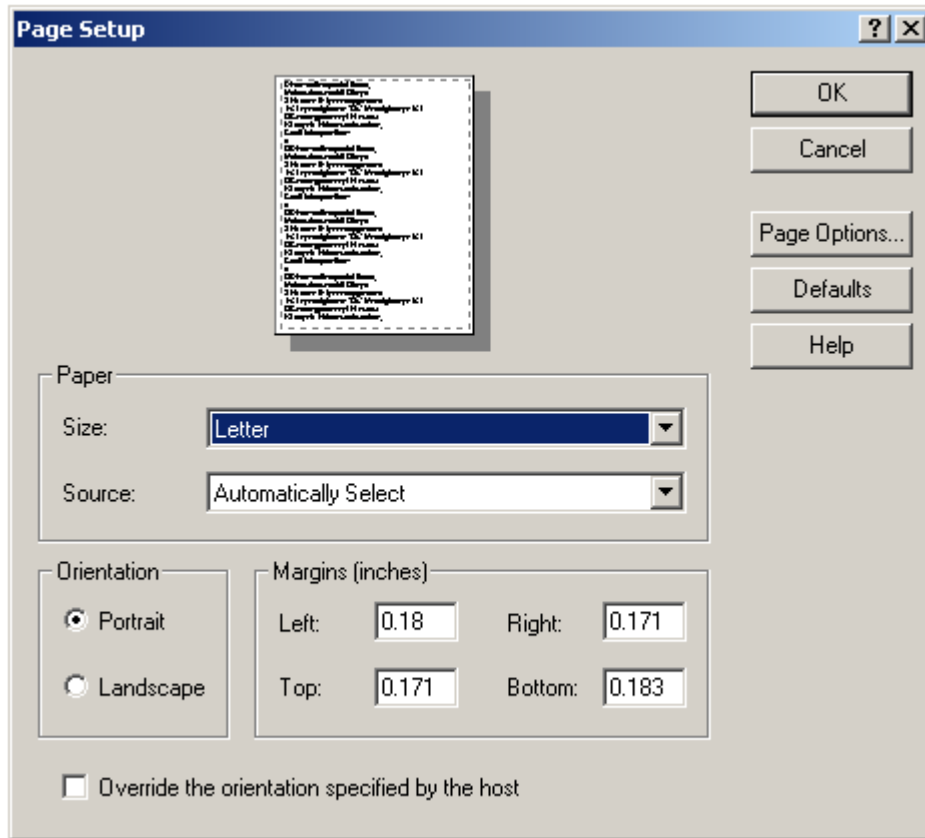 Page Setup
OK
Cancel
Page Options...
Defaults
Help
Paper
Size:
Letter
Source:
Automatically Select
Orientation
Portrait
Landscape
Margins (inches)
Left: 0.18 Right: 0.171
Top: 0.171 Bottom: 0.183
Override the orientation specified by the host